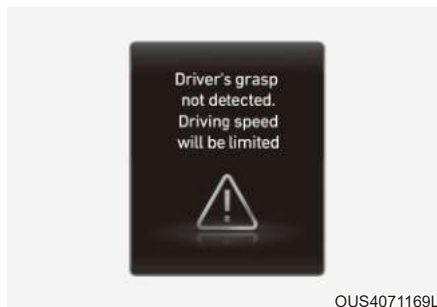 Driver's grasp
not detected.
Driving speed
will be limited
OUS4071169L